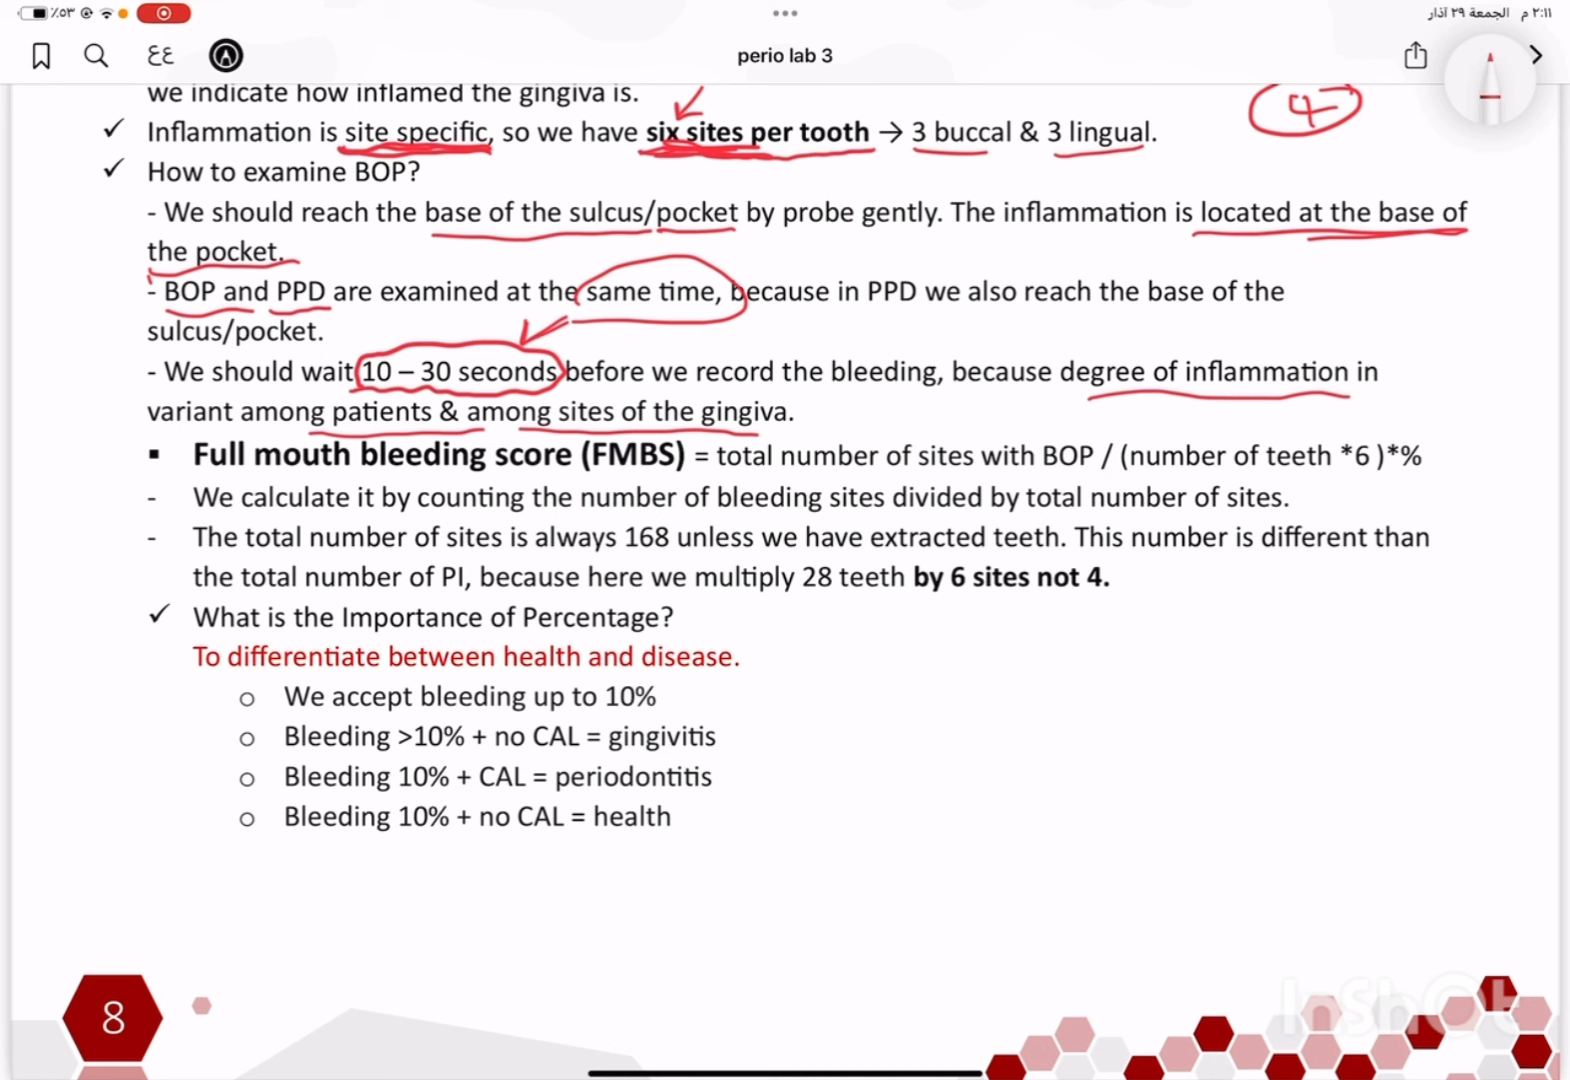 ٪٥٣
٢:١١ م الجمعة ٢٩ آذار
ع٤
perio lab 3
we indicate how inflamed the gingiva is.
4
✓ Inflammation is site specific, so we have six sites per tooth → 3 buccal & 3 lingual.
✓ How to examine BOP?
- We should reach the base of the sulcus/pocket by probe gently. The inflammation is located at the base of
the pocket.
- BOP and PPD are examined at the same time, because in PPD we also reach the base of the
sulcus/pocket.
- We should wait 10 – 30 seconds before we record the bleeding, because degree of inflammation in
variant among patients & among sites of the gingiva.
▪ Full mouth bleeding score (FMBS) = total number of sites with BOP / (number of teeth *6 )*%
- We calculate it by counting the number of bleeding sites divided by total number of sites.
- The total number of sites is always 168 unless we have extracted teeth. This number is different than
the total number of PI, because here we multiply 28 teeth by 6 sites not 4.
✓ What is the Importance of Percentage?
To differentiate between health and disease.
o We accept bleeding up to 10%
o Bleeding >10% + no CAL = gingivitis
o Bleeding 10% + CAL = periodontitis
o Bleeding 10% + no CAL = health
8
InShOt